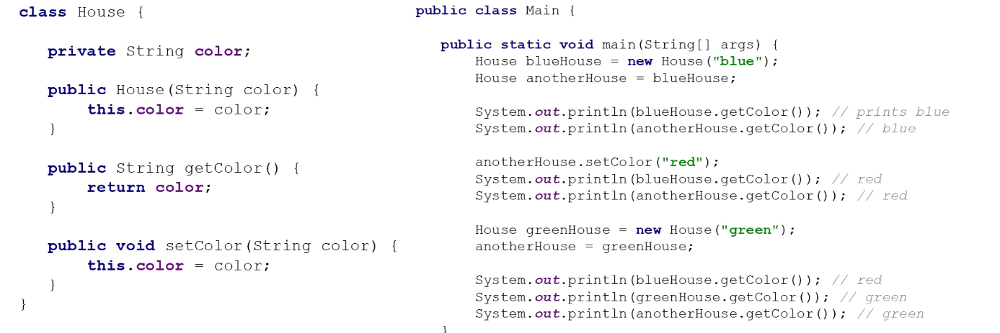 class House {
private String color;
public House(String color) {
this.color = color;
}
public String getColor() {
return color;
}
public void setColor(String color) {
this.color = color;
}
}
public class Main {
public static void main(String[] args) {
House blueHouse = new House("blue");
House anotherHouse = blueHouse;
System.out.println(blueHouse.getColor()); // prints blue
System.out.println(anotherHouse.getColor()); // blue
anotherHouse.setColor("red");
System.out.println(blueHouse.getColor()); // red
System.out.println(anotherHouse.getColor()); // red
House greenHouse = new House("green");
anotherHouse = greenHouse;
System.out.println(blueHouse.getColor()); // red
System.out.println(greenHouse.getColor()); // green
System.out.println(anotherHouse.getColor()); // green
}